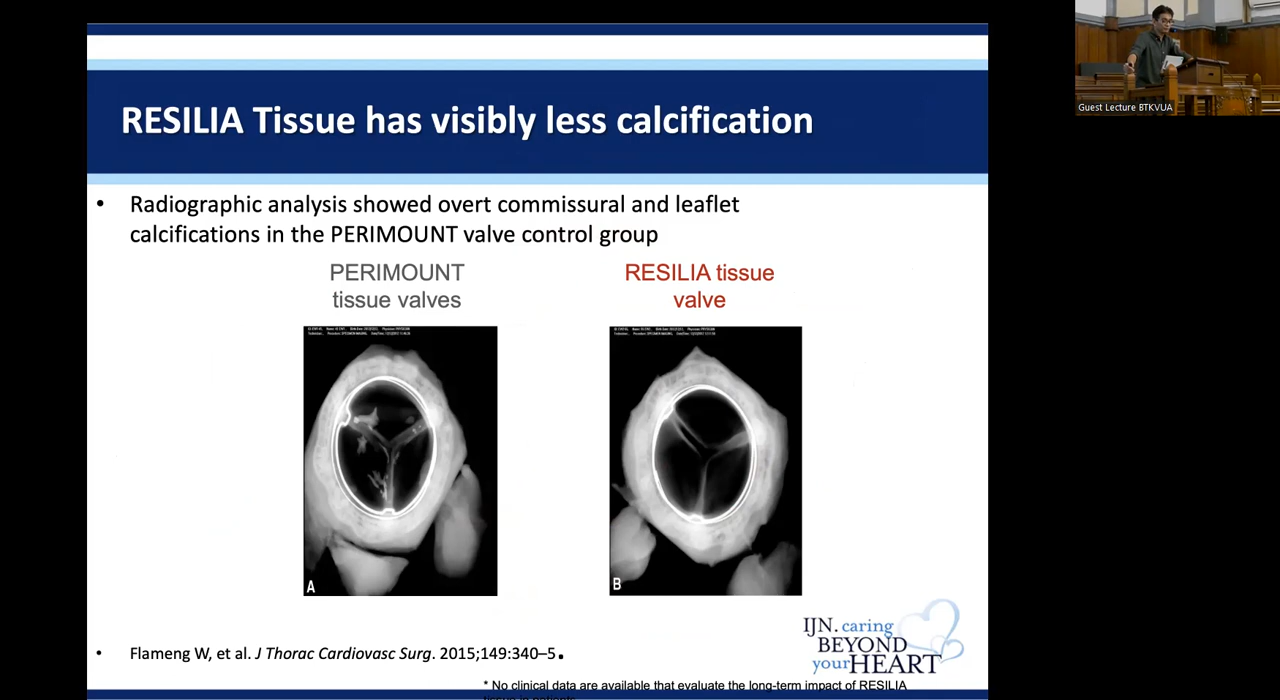 RESILIA Tissue has visibly less calcification
• Radiographic analysis showed overt commissural and leaflet
calcifications in the PERIMOUNT valve control group
PERIMOUNT
tissue valves
RESILIA tissue
valve
A
B
IJN. caring
BEYOND
your HEART
• Flameng W, et al. J Thorac Cardiovasc Surg. 2015;149:340–5.
* No clinical data are available that evaluate the long-term impact of RESILIA
Guest Lecture BTKVUA